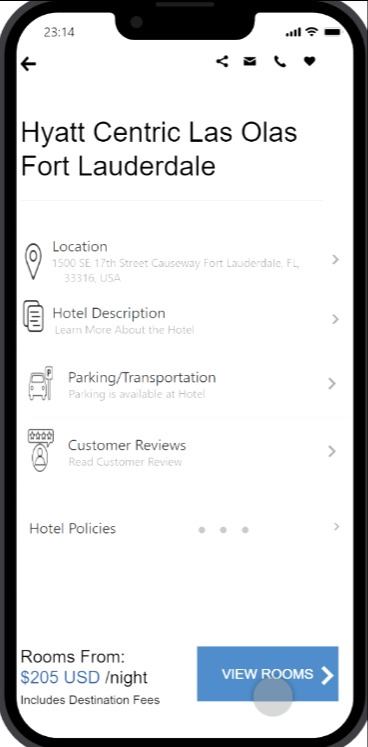 23:14
Hyatt Centric Las Olas
Fort Lauderdale
Location
1500 SE 17th Street Causeway Fort Lauderdale, FL,
33316, USA
Hotel Description
Learn More About the Hotel
P
Parking/Transportation
Parking is available at Hotel
Customer Reviews
Read Customer Review
Hotel Policies
Rooms From:
$205 USD /night
Includes Destination Fees
VIEW ROOMS